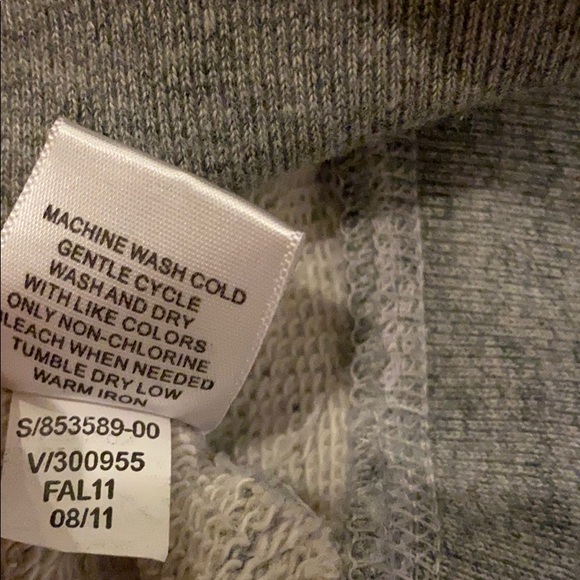 MACHINE WASH COLD
GENTLE CYCLE
WASH AND DRY
WITH LIKE COLORS
ONLY NON-CHLORINE
BLEACH WHEN NEEDED
TUMBLE DRY LOW
WARM IRON
S/853589-00
V/300955
FAL11
08/11